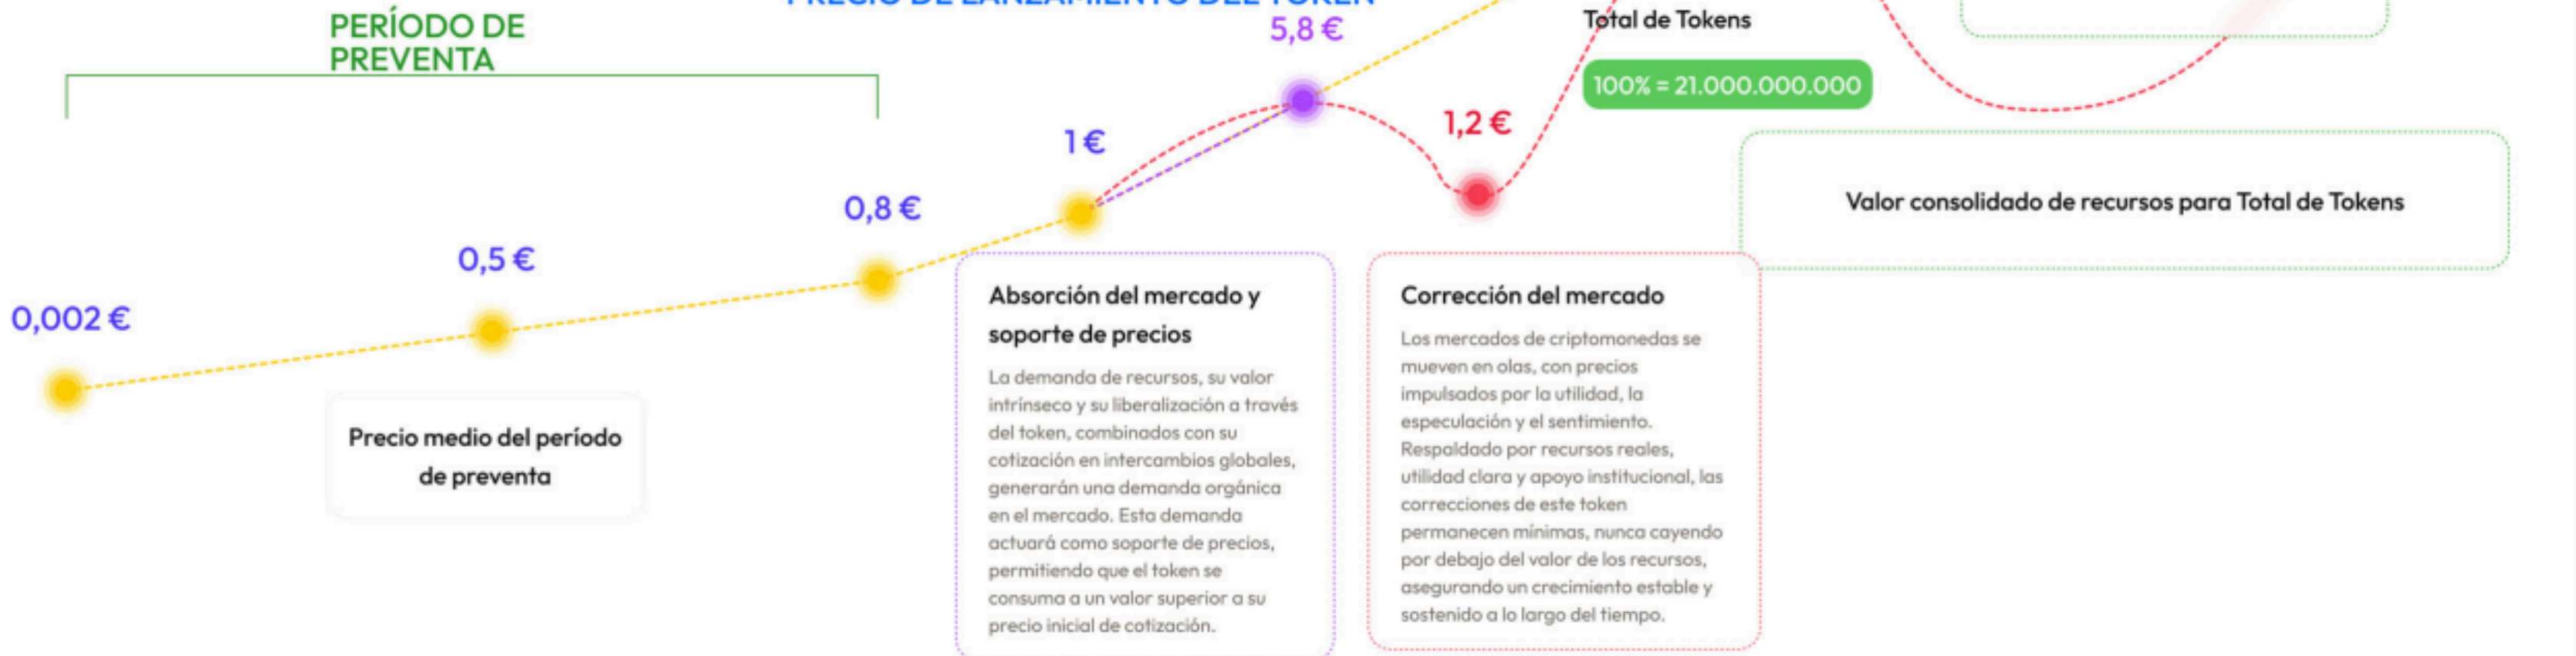 PRECIO DE LANZAMIENTO DEL TOKEN
PERÍODO DE
PREVENTA
5,8 €
Total de Tokens
100% = 21.000.000.000
1,2 €
1 €
0,8 €
0,5 €
0,002 €
Valor consolidado de recursos para Total de Tokens
Precio medio del período
de preventa
Absorción del mercado y
soporte de precios
La demanda de recursos, su valor
intrínseco y su liberalización a través
del token, combinados con su
cotización en intercambios globales,
generarán una demanda orgánica
en el mercado. Esta demanda
actuará como soporte de precios,
permitiendo que el token se
consuma a un valor superior a su
precio inicial de cotización.
Corrección del mercado
Los mercados de criptomonedas se
mueven en olas, con precios
impulsados por la utilidad, la
especulación y el sentimiento.
Respaldado por recursos reales,
utilidad clara y apoyo institucional, las
correcciones de este token
permanecen mínimas, nunca cayendo
por debajo del valor de los recursos,
asegurando un crecimiento estable y
sostenido a lo largo del tiempo.